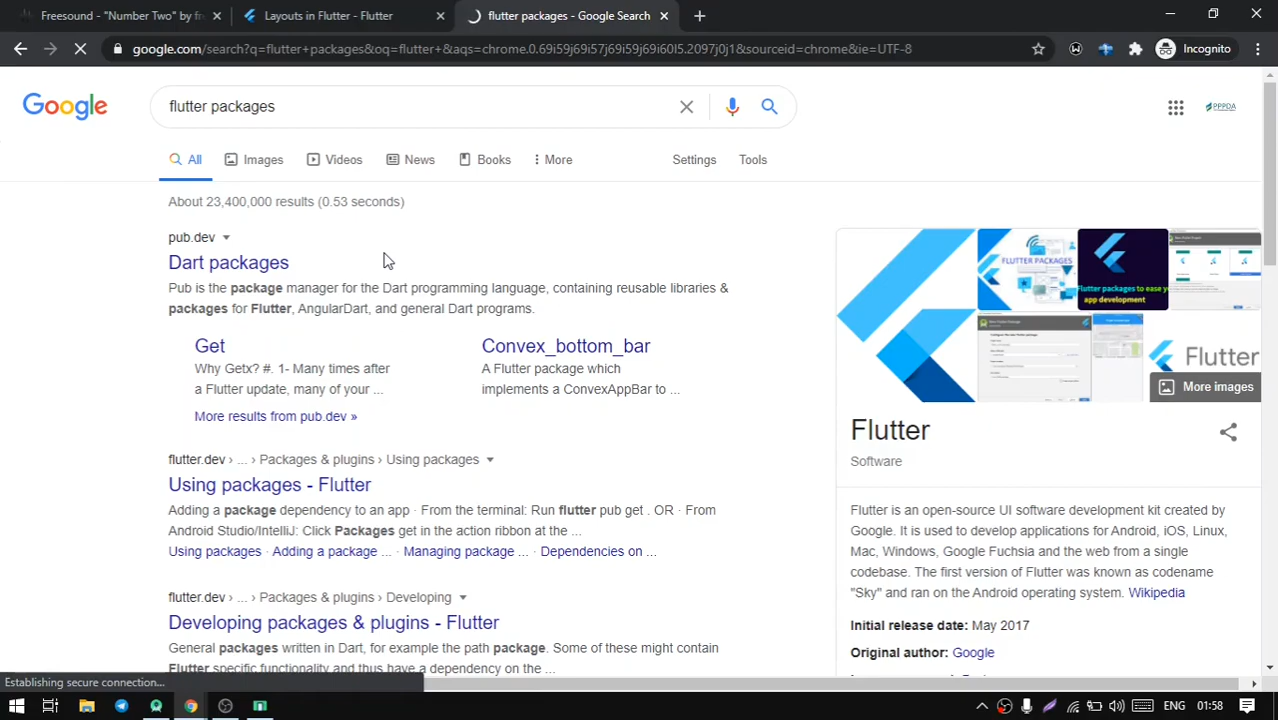 Freesound - "Number Two" by fr
Layouts in Flutter - Flutter
flutter packages - Google Search
google.com/search?q=flutter+packages&oq=flutter+&aqs=chrome.0.69i59j69i57j69i59j69i60l5.2097j0j1&sourceid=chrome&ie=UTF-8
Incognito
Google
flutter packages
PPPDA
All
Images
Videos
News
Books
More
Settings
Tools
About 23,400,000 results (0.53 seconds)
pub.dev
Dart packages
Pub is the package manager for the Dart programming language, containing reusable libraries &
packages for Flutter, AngularDart, and general Dart programs.
Get
Why Getx? #. 1- Many times after
a Flutter update, many of your ...
Convex_bottom_bar
A Flutter package which
implements a ConvexAppBar to ...
More results from pub.dev »
flutter.dev › ... › Packages & plugins › Using packages
Using packages - Flutter
Adding a package dependency to an app · From the terminal: Run flutter pub get . OR · From
Android Studio/IntelliJ: Click Packages get in the action ribbon at the ...
Using packages · Adding a package ... · Managing package ... · Dependencies on ...
flutter.dev › ... › Packages & plugins › Developing
Developing packages & plugins - Flutter
General packages written in Dart, for example the path package. Some of these might contain
Flutter specific functionality and thus have a dependency on the ...
FLUTTER PACKAGES
Flutter packages to ease yo
app development
Flutter
More images
Flutter
Software
Flutter is an open-source UI software development kit created by
Google. It is used to develop applications for Android, iOS, Linux,
Mac, Windows, Google Fuchsia and the web from a single
codebase. The first version of Flutter was known as codename
"Sky" and ran on the Android operating system. Wikipedia
Initial release date: May 2017
Original author: Google
Establishing secure connection...
ENG
01:58